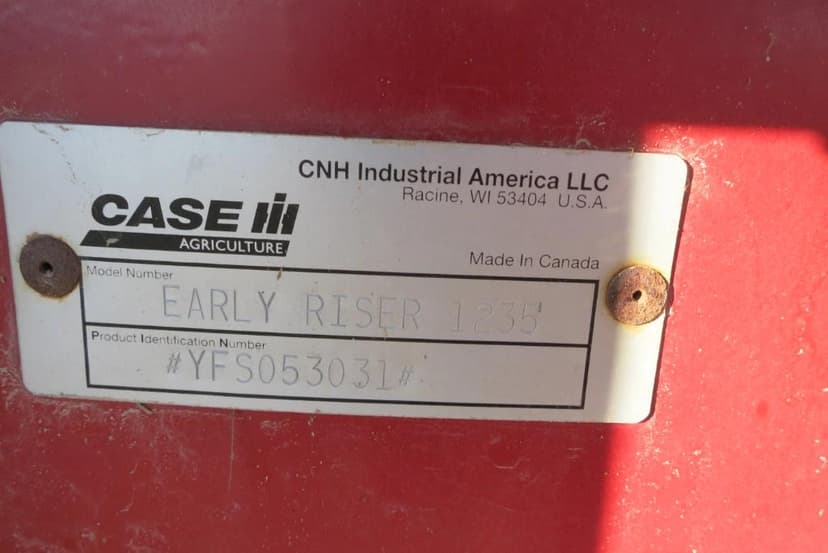 CNH Industrial America LLC
Racine, WI 53404 U.S.A.
CASE IH
AGRICULTURE
Made In Canada
Model Number
EARLY RISER 1235
Product Identification Number
#YFS053031#